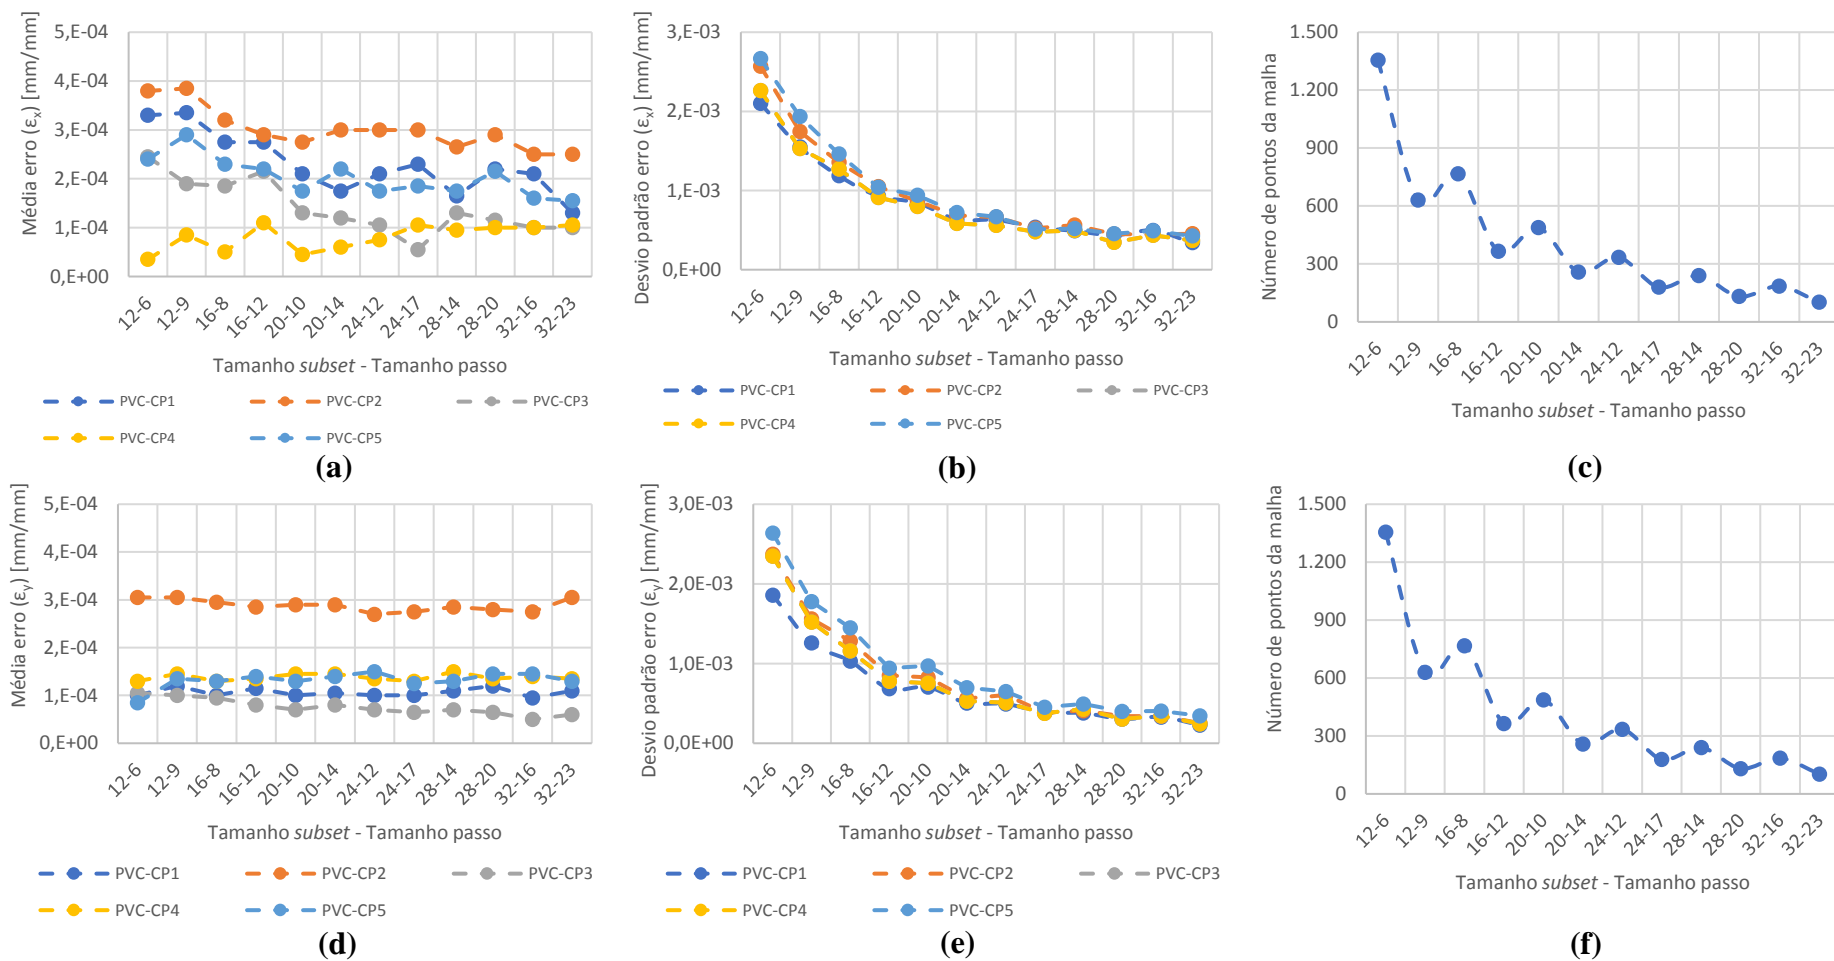 Média erro (εx) [mm/mm]
5,E-04
4,E-04
3,E-04
2,E-04
1,E-04
0,E+00
12-6
12-9
16-8
16-12
20-10
20-14
24-12
24-17
28-14
28-20
32-16
32-23
Tamanho subset - Tamanho passo
PVC-CP1
PVC-CP2
PVC-CP3
PVC-CP4
PVC-CP5
(a)
Desvio padrão erro (εx) [mm/mm]
3,E-03
2,E-03
1,E-03
0,E+00
12-6
12-9
16-8
16-12
20-10
20-14
24-12
24-17
28-14
28-20
32-16
32-23
Tamanho subset - Tamanho passo
PVC-CP1
PVC-CP2
PVC-CP3
PVC-CP4
PVC-CP5
(b)
Número de pontos da malha
1.500
1.200
900
600
300
0
12-6
12-9
16-8
16-12
20-10
20-14
24-12
24-17
28-14
28-20
32-16
32-23
Tamanho subset - Tamanho passo
(c)
Média erro (εy) [mm/mm]
5,E-04
4,E-04
3,E-04
2,E-04
1,E-04
0,E+00
12-6
12-9
16-8
16-12
20-10
20-14
24-12
24-17
28-14
28-20
32-16
32-23
Tamanho subset - Tamanho passo
PVC-CP1
PVC-CP2
PVC-CP3
PVC-CP4
PVC-CP5
(d)
Desvio padrão erro (εy) [mm/mm]
3,0E-03
2,0E-03
1,0E-03
0,0E+00
12-6
12-9
16-8
16-12
20-10
20-14
24-12
24-17
28-14
28-20
32-16
32-23
Tamanho subset - Tamanho passo
PVC-CP1
PVC-CP2
PVC-CP3
PVC-CP4
PVC-CP5
(e)
Número de pontos da malha
1.500
1.200
900
600
300
0
12-6
12-9
16-8
16-12
20-10
20-14
24-12
24-17
28-14
28-20
32-16
32-23
Tamanho subset - Tamanho passo
(f)